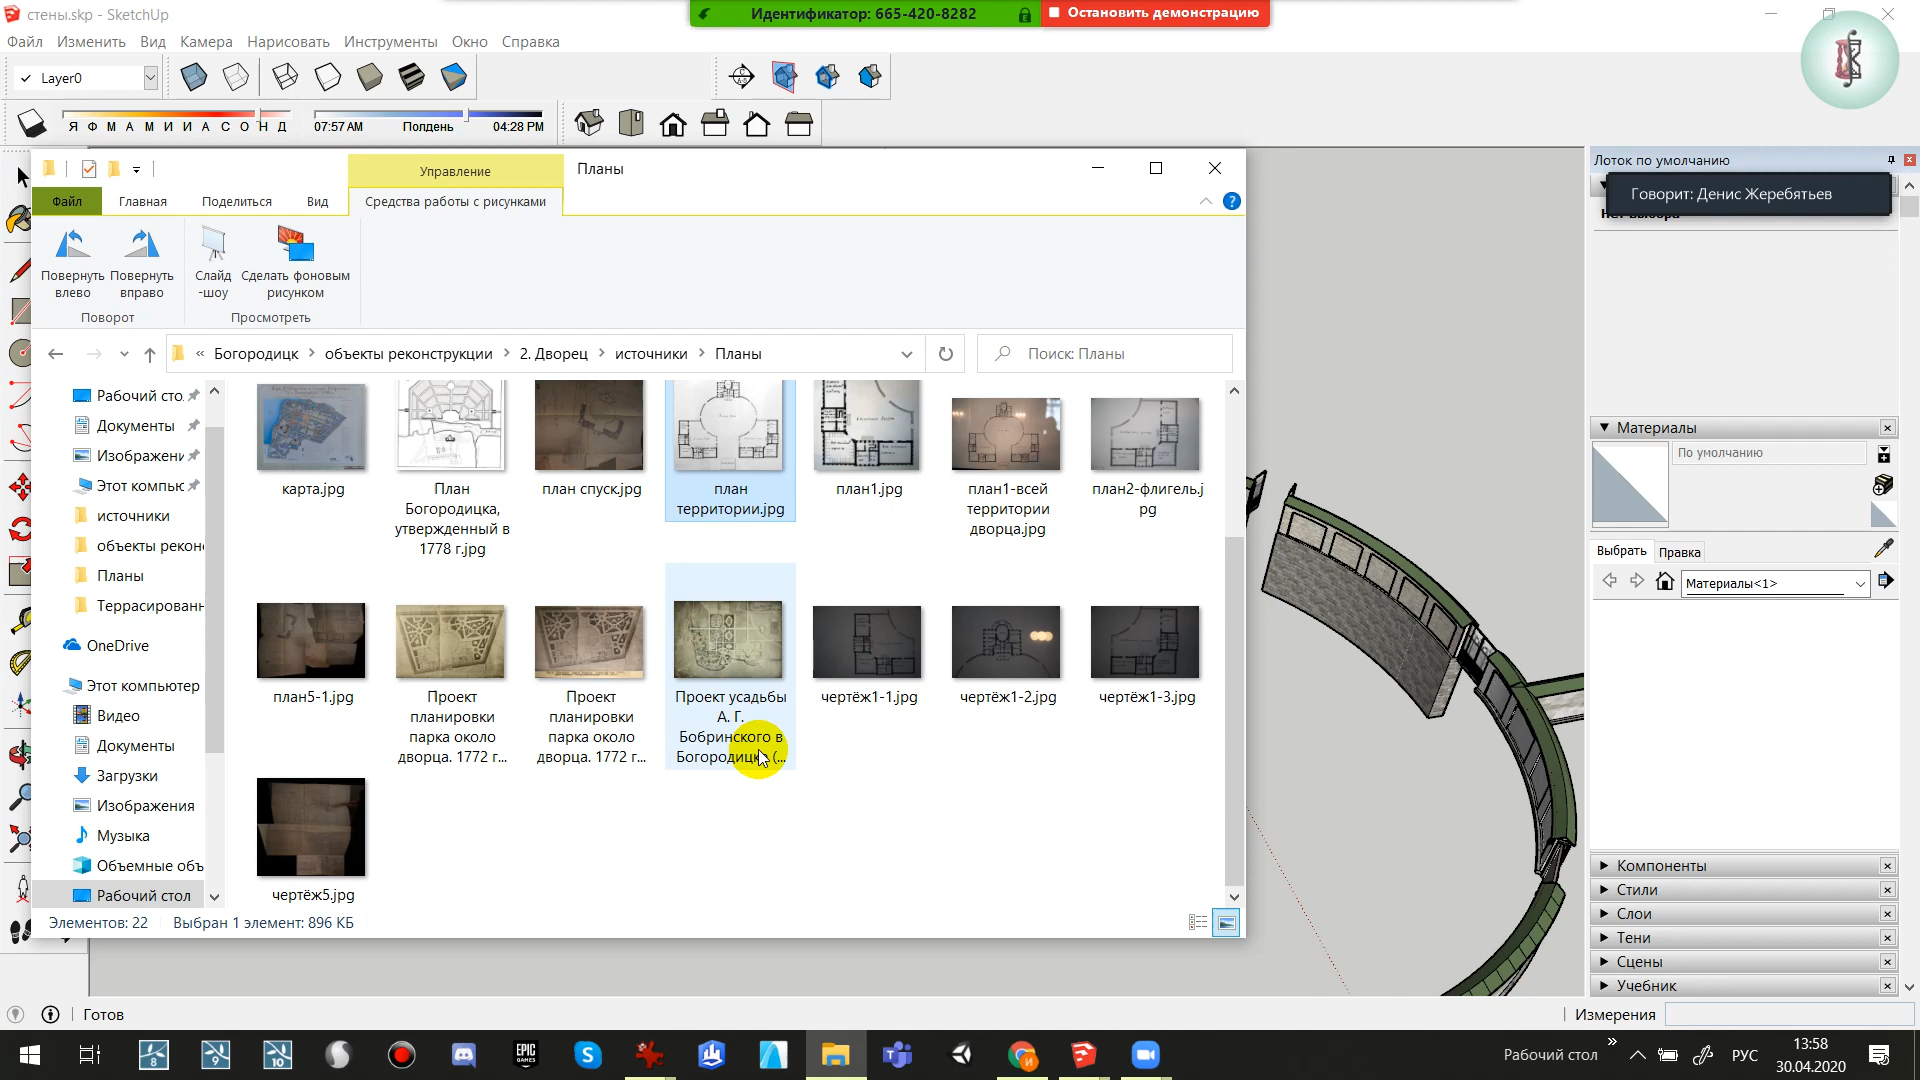 стены.skp - SketchUp
Идентификатор: 665-420-8282
Остановить демонстрацию
Файл Изменить Вид Камера Нарисовать Инструменты Окно Справка
Layer0
Я Ф М А М И И А С О Н Д
07:57 AM Полдень 04:28 PM
Управление
Планы
Файл Главная Поделиться Вид Средства работы с рисунками
Повернуть влево
Повернуть вправо
Слайд-шоу
Сделать фоновым рисунком
Поворот
Просмотреть
« Богородицк > объекты реконструкции > 2. Дворец > источники > Планы
Поиск: Планы
Рабочий сто.
Документы
Изображени
Этот компьк
источники
объекты рекон
Планы
Террасировани
OneDrive
Этот компьютер
Видео
Документы
Загрузки
Изображения
Музыка
Объемные объ
Рабочий стол
карта.jpg
План Богородицка, утвержденный в 1778 г.jpg
план спуск.jpg
план территории.jpg
план1.jpg
план1-всей территории дворца.jpg
план2-флигель.jpg
план5-1.jpg
Проект планировки парка около дворца. 1772 г...
Проект планировки парка около дворца. 1772 г...
Проект усадьбы А. Г. Бобринского в Богородицк (...
чертёж1-1.jpg
чертёж1-2.jpg
чертёж1-3.jpg
чертёж5.jpg
Элементов: 22 Выбран 1 элемент: 896 КБ
Лоток по умолчанию
Говорит: Денис Жеребятьев
Материалы
По умолчанию
Выбрать Правка
Материалы<1>
Компоненты
Стили
Слои
Тени
Сцены
Учебник
Готов
Измерения
8
9
10
EPIC GAMES
Рабочий стол
РУС
13:58
30.04.2020